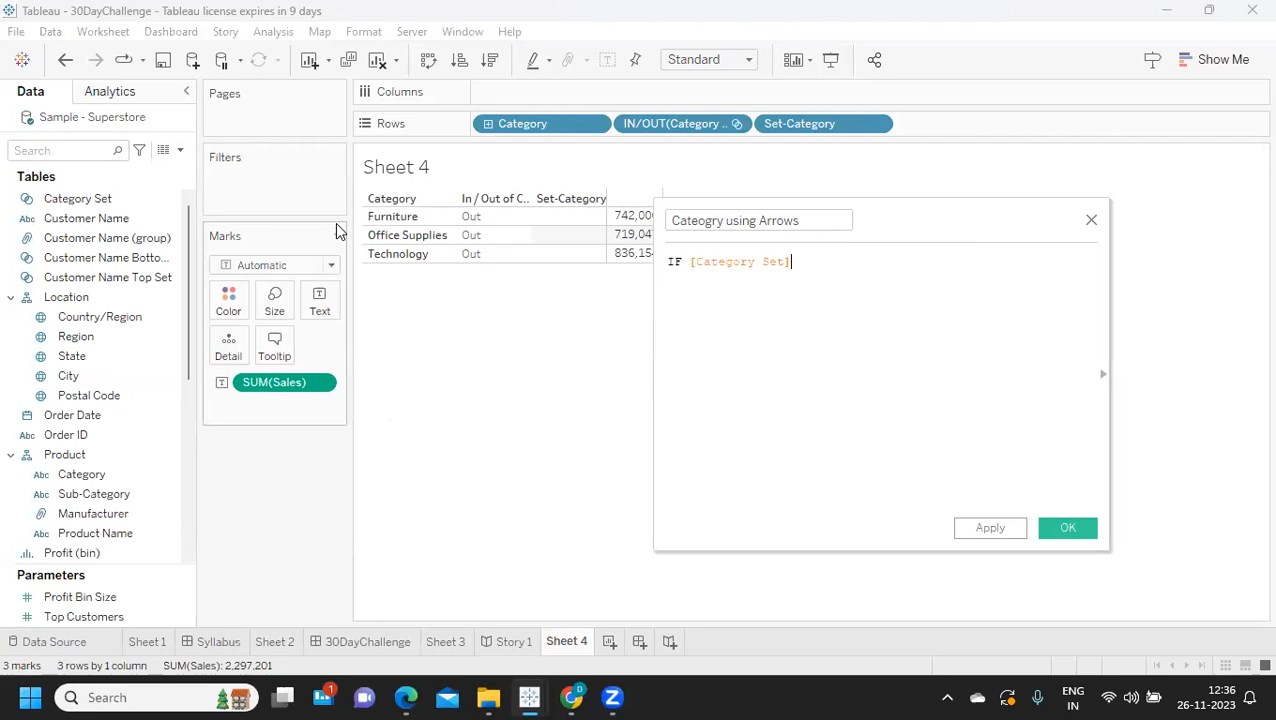 Tableau - 30DayChallenge - Tableau license expires in 9 days
File Data Worksheet Dashboard Story Analysis Map Format Server Window Help
Standard
Show Me
Data Analytics
Pages
Columns
Sample - Superstore
Rows
Category
IN/OUT(Category ..
Set-Category
Search
Filters
Sheet 4
Tables
Category Set
Customer Name
Customer Name (group)
Customer Name Botto...
Customer Name Top Set
Location
Country/Region
Region
State
City
Postal Code
Order Date
Order ID
Product
Category
Sub-Category
Manufacturer
Product Name
Profit (bin)
Parameters
Profit Bin Size
Top Customers
Marks
Automatic
Color Size Text
Detail Tooltip
SUM(Sales)
Category In / Out of C.. Set-Category
Furniture Out 742,000
Office Supplies Out 719,047
Technology Out 836,154
Cateogry using Arrows
IF [Category Set]
Apply OK
Data Source Sheet 1 Syllabus Sheet 2 30DayChallenge Sheet 3 Story 1 Sheet 4
3 marks 3 rows by 1 column SUM(Sales): 2,297,201
Search
1
ENG
IN
12:36
26-11-2023